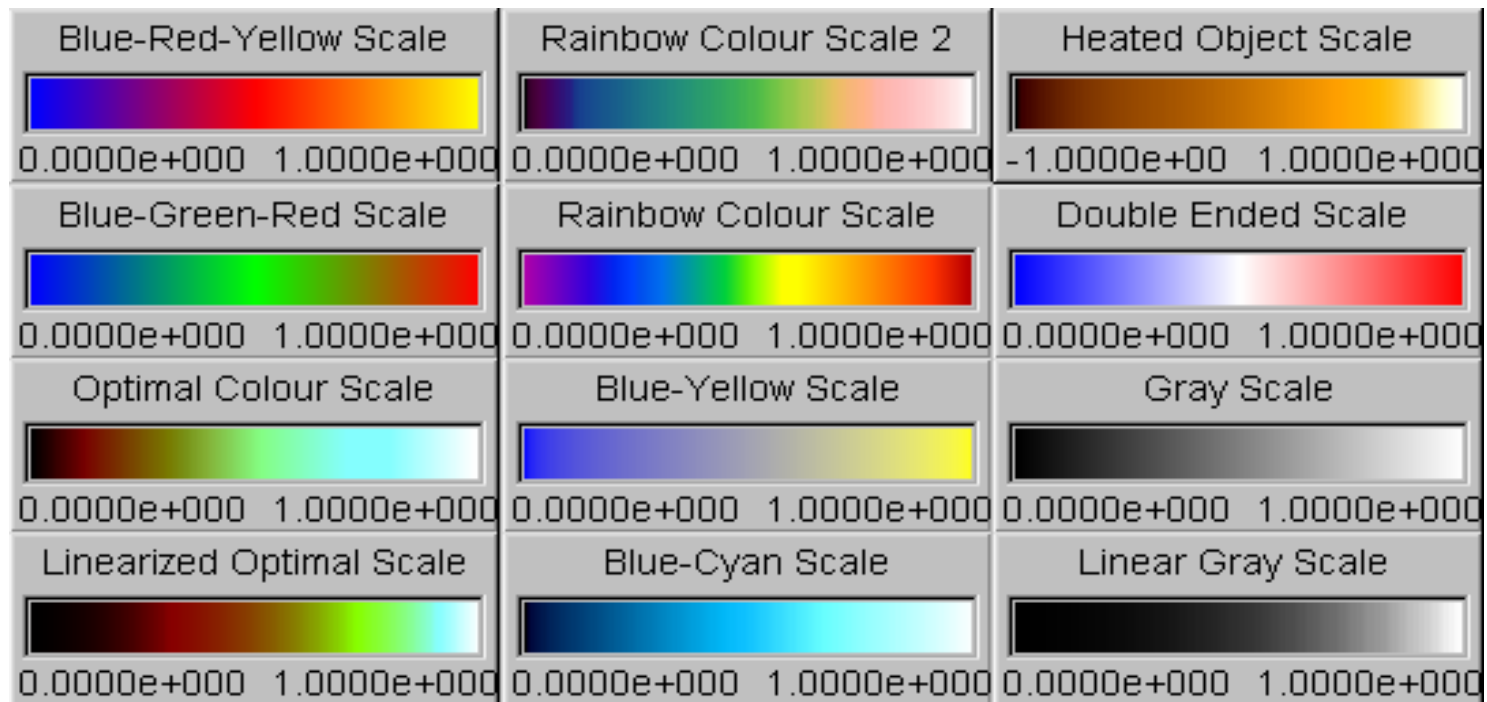 Blue-Red-Yellow Scale Rainbow Colour Scale 2 Heated Object Scale
0.0000e+000 1.0000e+000 0.0000e+000 1.0000e+000 -1.0000e+00 1.0000e+000
Blue-Green-Red Scale Rainbow Colour Scale Double Ended Scale
0.0000e+000 1.0000e+000 0.0000e+000 1.0000e+000 0.0000e+000 1.0000e+000
Optimal Colour Scale Blue-Yellow Scale Gray Scale
0.0000e+000 1.0000e+000 0.0000e+000 1.0000e+000 0.0000e+000 1.0000e+000
Linearized Optimal Scale Blue-Cyan Scale Linear Gray Scale
0.0000e+000 1.0000e+000 0.0000e+000 1.0000e+000 0.0000e+000 1.0000e+000